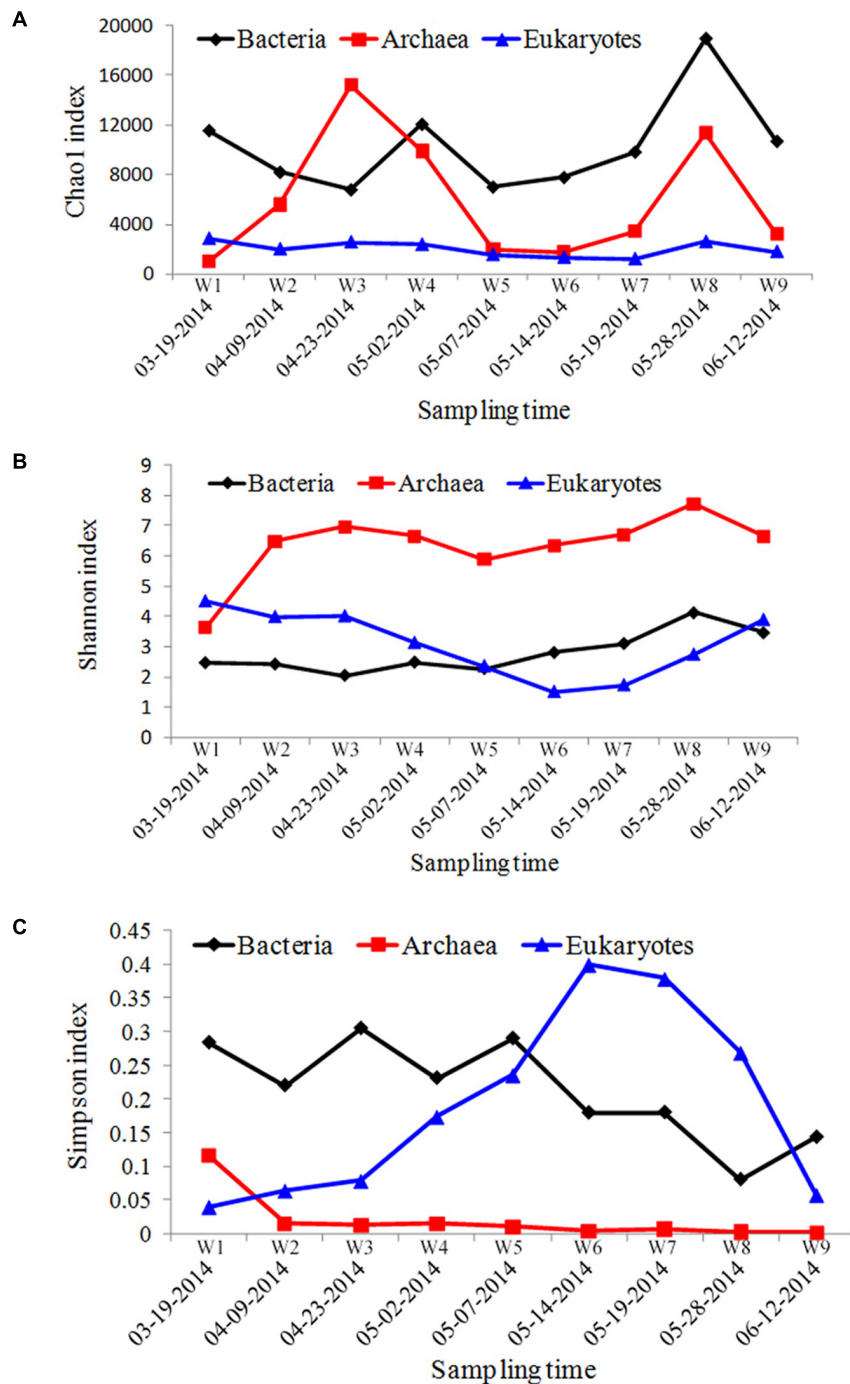 A
Chao1 index
20000
16000
12000
8000
4000
0
Bacteria Archaea Eukaryotes
W1 W2 W3 W4 W5 W6 W7 W8 W9
03-19-2014 04-09-2014 04-23-2014 05-02-2014 05-07-2014 05-14-2014 05-19-2014 05-28-2014 06-12-2014
Sampling time
B
Shannon index
9
8
7
6
5
4
3
2
1
0
Bacteria Archaea Eukaryotes
W1 W2 W3 W4 W5 W6 W7 W8 W9
03-19-2014 04-09-2014 04-23-2014 05-02-2014 05-07-2014 05-14-2014 05-19-2014 05-28-2014 06-12-2014
Sampling time
C
Simpson index
0.45
0.4
0.35
0.3
0.25
0.2
0.15
0.1
0.05
0
Bacteria Archaea Eukaryotes
W1 W2 W3 W4 W5 W6 W7 W8 W9
03-19-2014 04-09-2014 04-23-2014 05-02-2014 05-07-2014 05-14-2014 05-19-2014 05-28-2014 06-12-2014
Sampling time